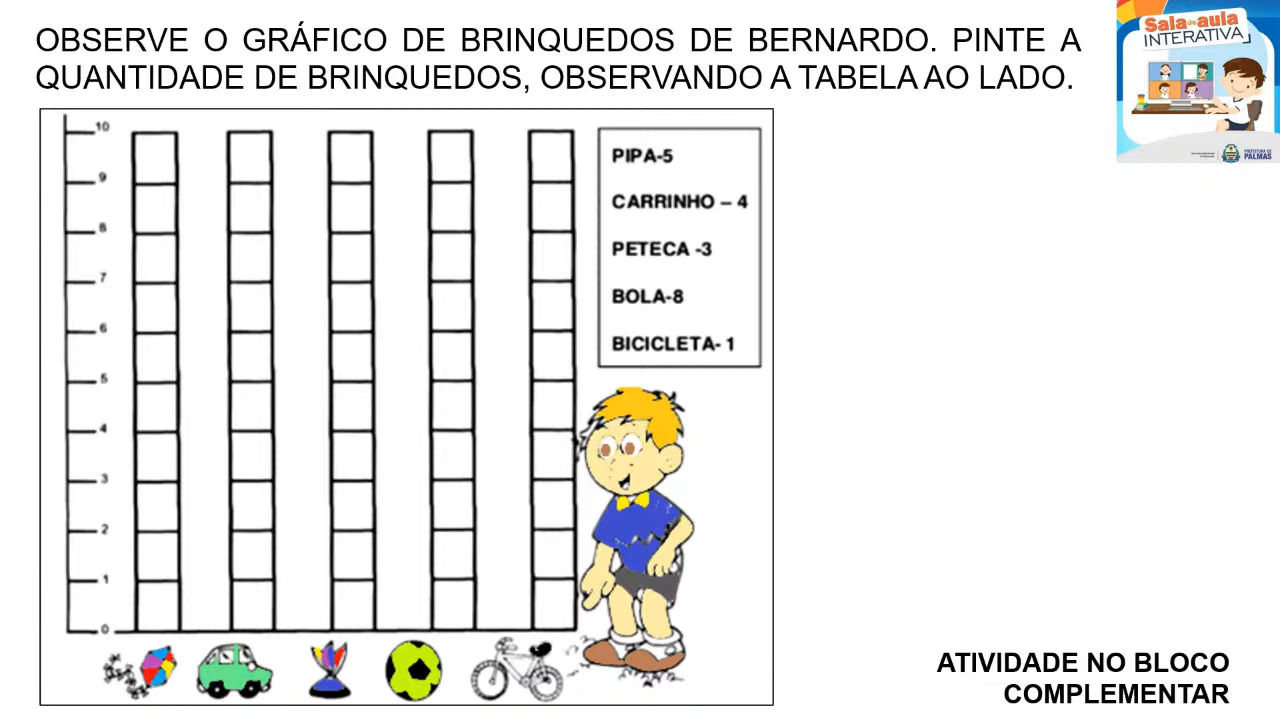 OBSERVE O GRÁFICO DE BRINQUEDOS DE BERNARDO. PINTE A
QUANTIDADE DE BRINQUEDOS, OBSERVANDO A TABELA AO LADO.
Sala de aula
INTERATIVA
PREFEITURA DE
PALMAS
10
9
8
7
6
5
4
3
2
1
0
PIPA-5
CARRINHO – 4
PETECA -3
BOLA-8
BICICLETA- 1
ATIVIDADE NO BLOCO
COMPLEMENTAR